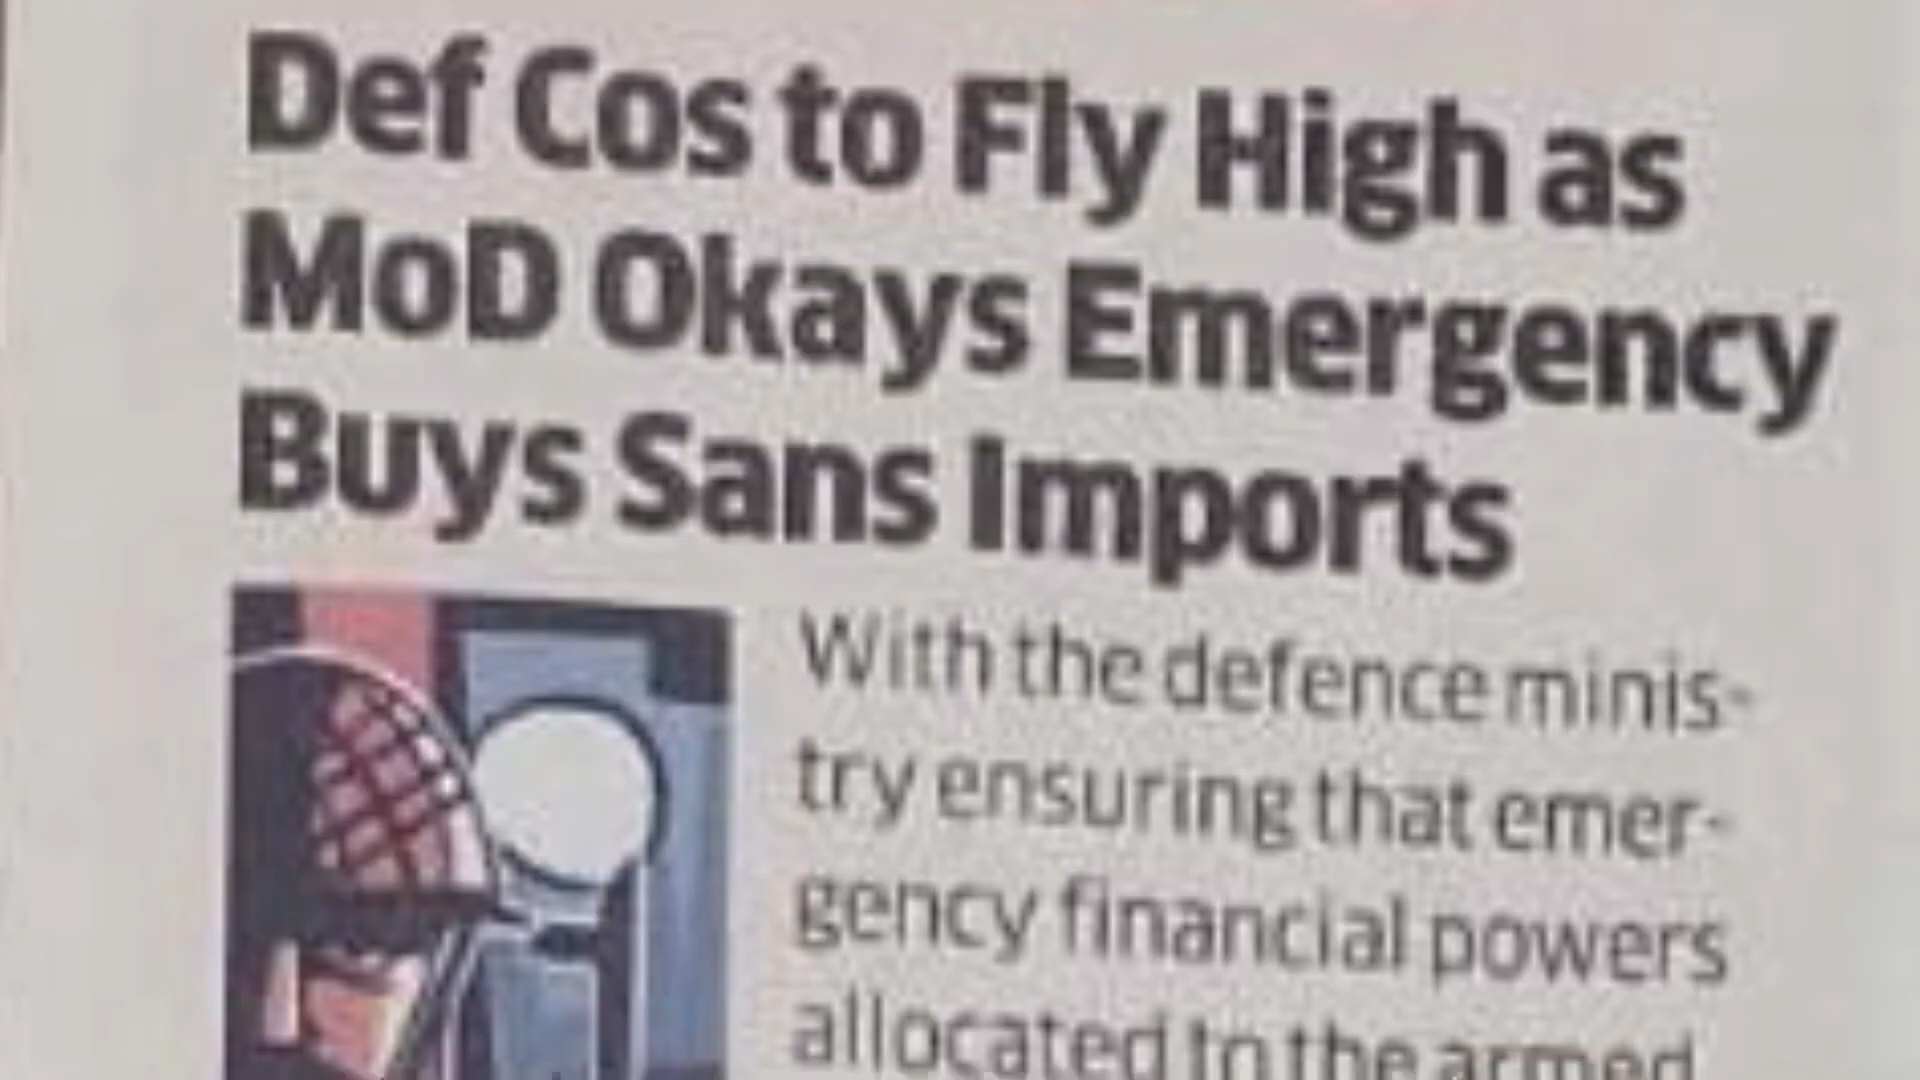 Def Cos to Fly High as
MoD Okays Emergency
Buys Sans Imports
With the defence minis-
try ensuring that emer-
gency financial powers
allocated to the armed